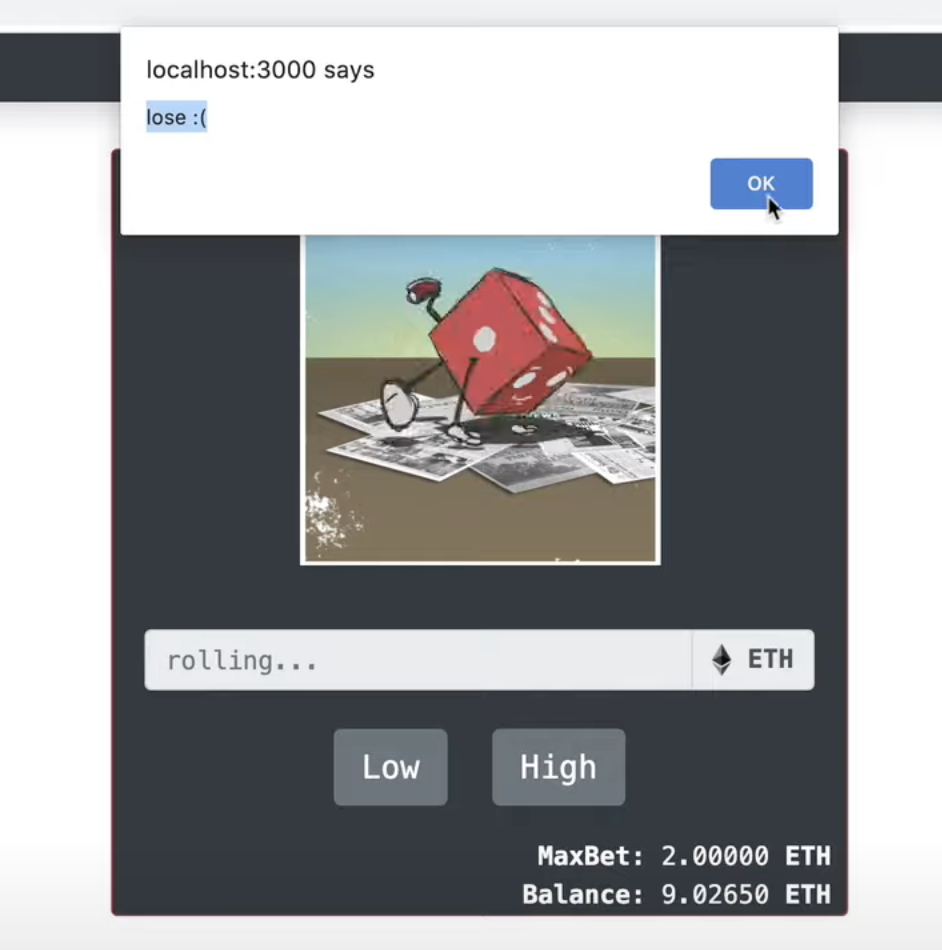 localhost:3000 says
lose :(
OK
rolling...
ETH
Low
High
MaxBet: 2.00000 ETH
Balance: 9.02650 ETH